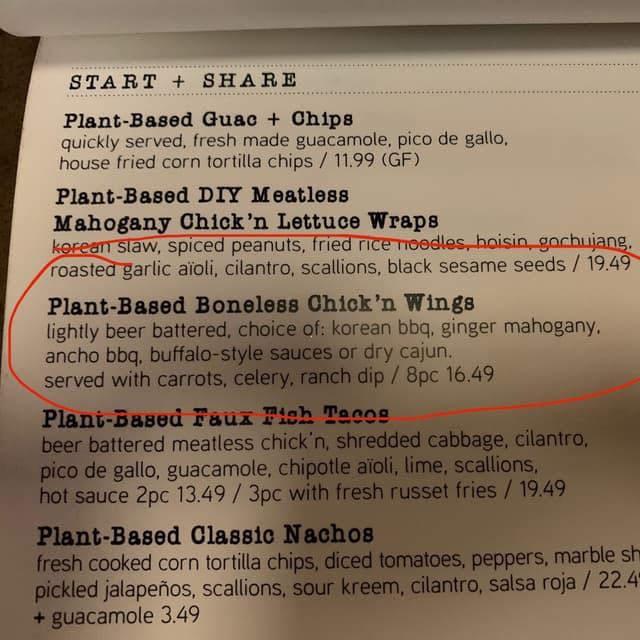 START + SHARE
Plant-Based Guac + Chips
quickly served, fresh made guacamole, pico de gallo,
house fried corn tortilla chips / 11.99 (GF)
Plant-Based DIY Meatless
Mahogany Chick'n Lettuce Wraps
korean slaw, spiced peanuts, fried rice noodles, hoisin, gochujang,
roasted garlic aïoli, cilantro, scallions, black sesame seeds / 19.49
Plant-Based Boneless Chick'n Wings
lightly beer battered, choice of: korean bbq, ginger mahogany,
ancho bbq, buffalo-style sauces or dry cajun.
served with carrots, celery, ranch dip / 8pc 16.49
Plant-Based Faux Fish Tacos
beer battered meatless chick'n, shredded cabbage, cilantro,
pico de gallo, guacamole, chipotle aïoli, lime, scallions,
hot sauce 2pc 13.49 / 3pc with fresh russet fries / 19.49
Plant-Based Classic Nachos
fresh cooked corn tortilla chips, diced tomatoes, peppers, marble
pickled jalapeños, scallions, sour kreem, cilantro, salsa roja /
+ guacamole 3.49